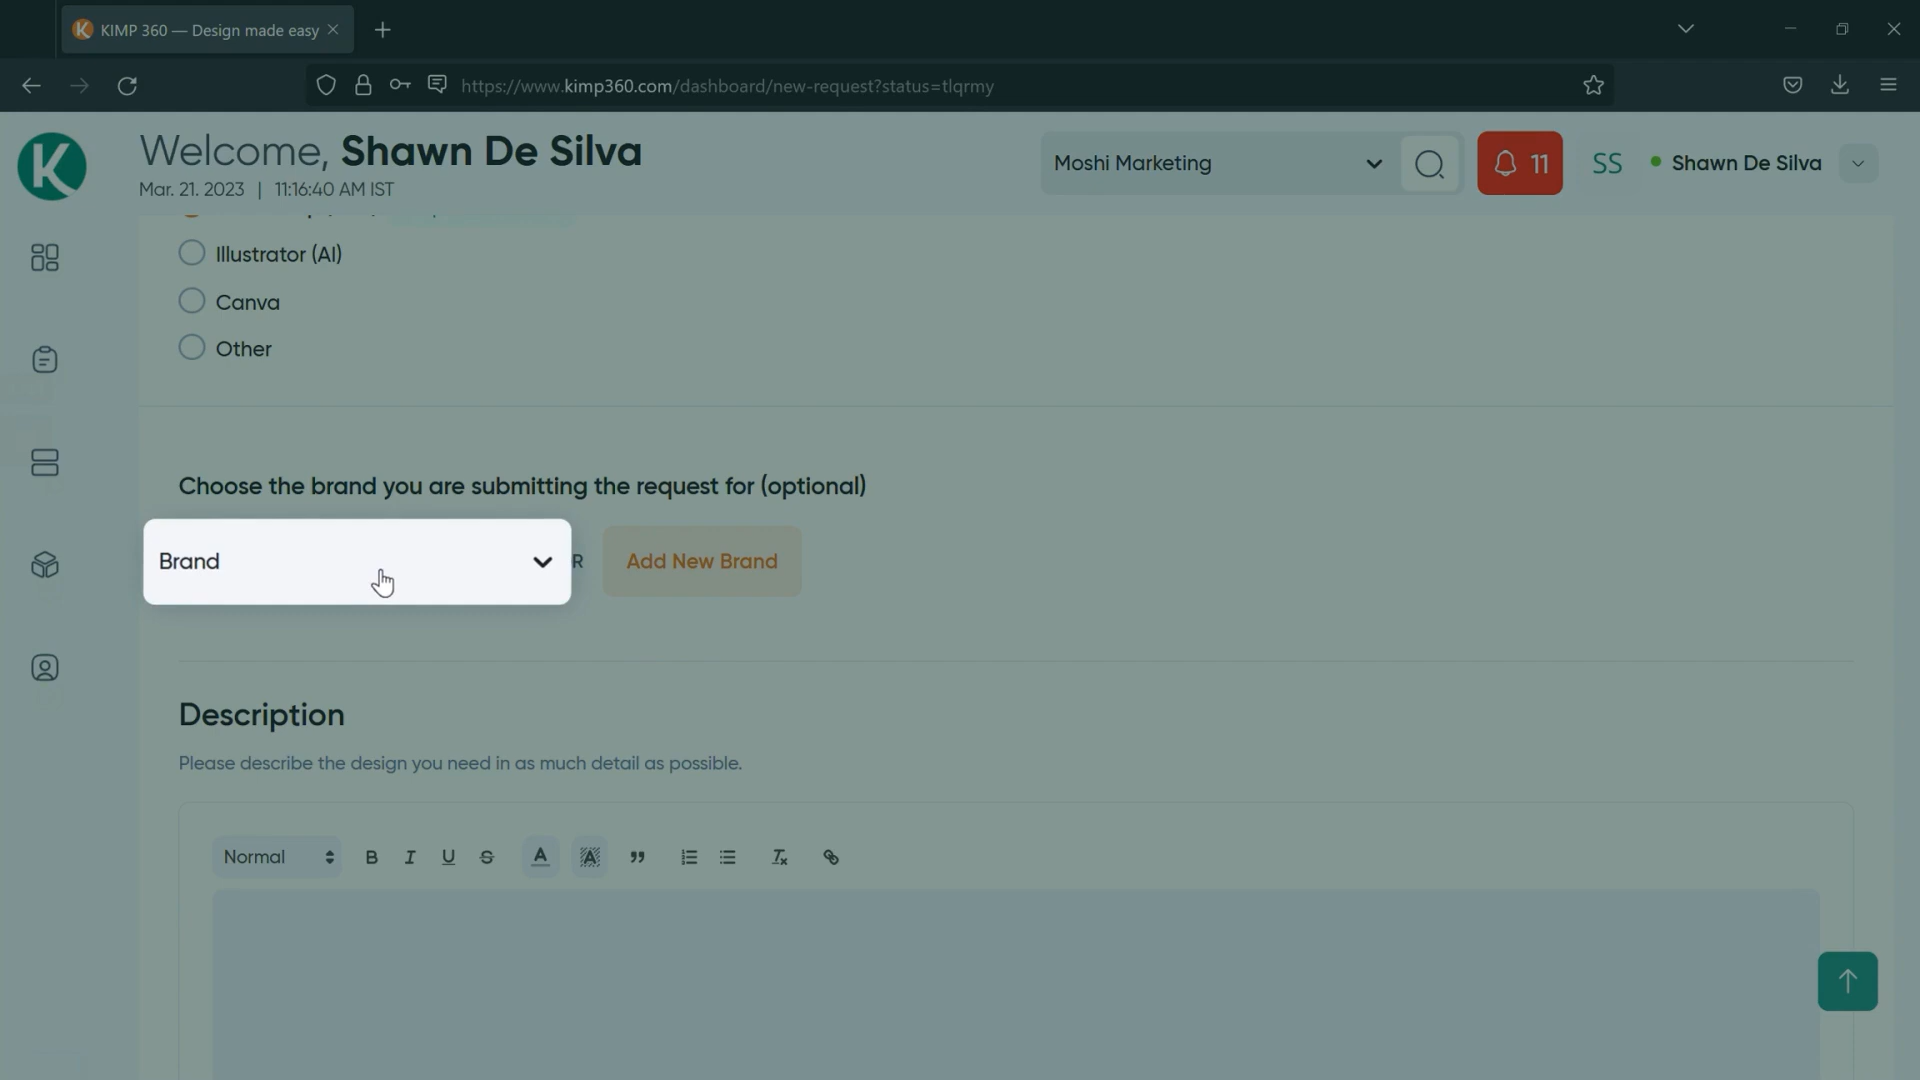 KIMP 360 — Design made easy
https://www.kimp360.com/dashboard/new-request?status=tlqrmy
K
Welcome, Shawn De Silva
Mar. 21. 2023 | 11:16:40 AM IST
Moshi Marketing
11
SS
Shawn De Silva
Illustrator (AI)
Canva
Other
Choose the brand you are submitting the request for (optional)
Brand
R
Add New Brand
Description
Please describe the design you need in as much detail as possible.
Normal
B I U S A A